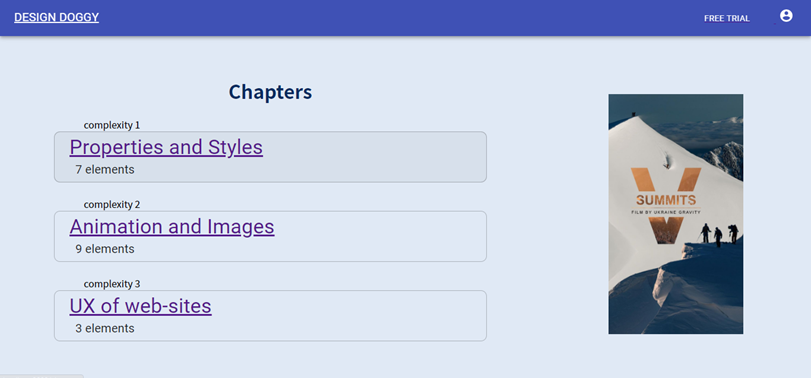 DESIGN DOGGY
FREE TRIAL
Chapters
complexity 1
Properties and Styles
7 elements
complexity 2
Animation and Images
9 elements
complexity 3
UX of web-sites
3 elements
3UMMITS
FILM BY UKRAINE GRAVITY